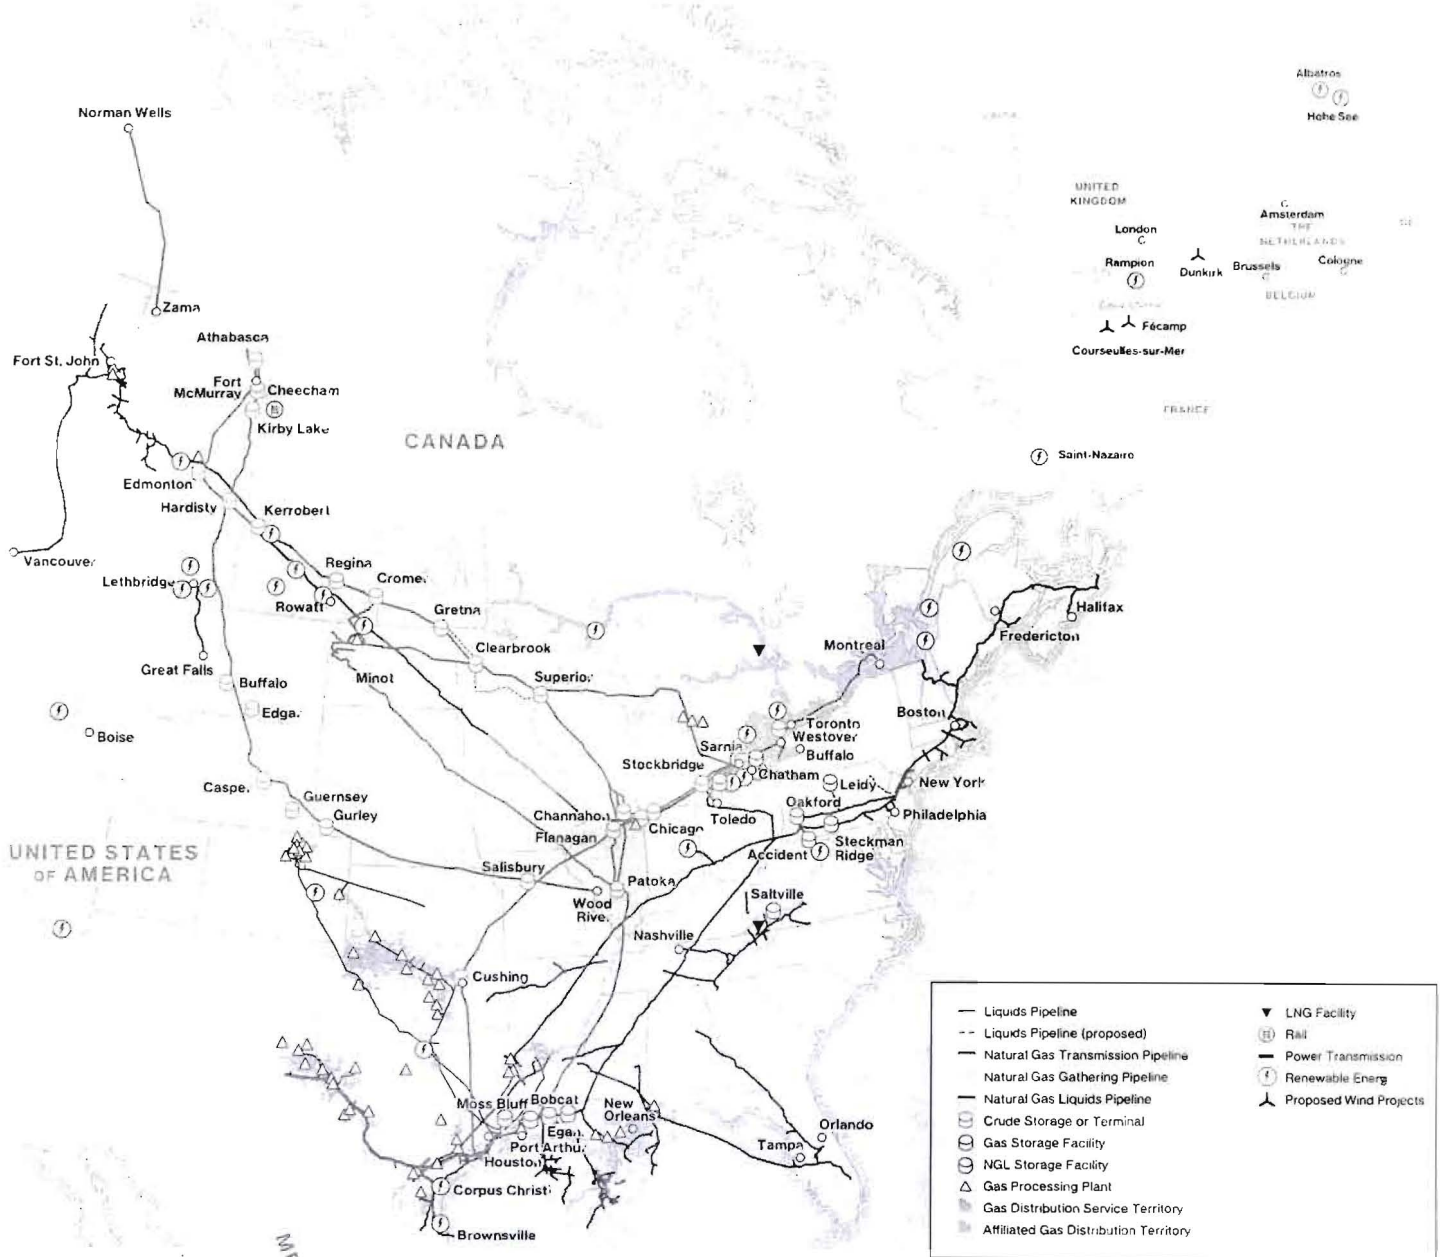 Albatros
Hohe See
Norman Wells
UNITED
KINGDOM
London
Amsterdam
THE
NETHERLANDS
Rampion
Dunkirk
Brussels
Cologne
BELGIUM
Fécamp
Courseulles-sur-Mer
Zama
Athabasca
Fort St. John
Fort
McMurray
Cheecham
Kirby Lake
FRANCE
CANADA
Saint-Nazaire
Edmonton
Hardisty
Kerrobert
Vancouver
Regina
Cromer
Lethbridge
Rowatt
Gretna
Halifax
Fredericton
Clearbrook
Montreal
Great Falls
Minot
Superior
Buffalo
Edgar
Boise
Boston
Toronto
Westover
Sarnia
Buffalo
Stockbridge
Chatham
Leidy
New York
Casper
Guernsey
Gurley
Channahon
Flanagan
Chicago
Toledo
Oakford
Philadelphia
Accident
Steckman
Ridge
UNITED STATES
OF AMERICA
Salisbury
Patoka
Wood
River
Saltville
Nashville
Cushing
Moss Bluff
Bobcat
New
Orleans
Egan
Port Arthur
Houston
Tampa
Orlando
Corpus Christi
Brownsville
Liquids Pipeline
Liquids Pipeline (proposed)
Natural Gas Transmission Pipeline
Natural Gas Gathering Pipeline
Natural Gas Liquids Pipeline
Crude Storage or Terminal
Gas Storage Facility
NGL Storage Facility
Gas Processing Plant
Gas Distribution Service Territory
Affiliated Gas Distribution Territory
LNG Facility
Rail
Power Transmission
Renewable Energy
Proposed Wind Projects